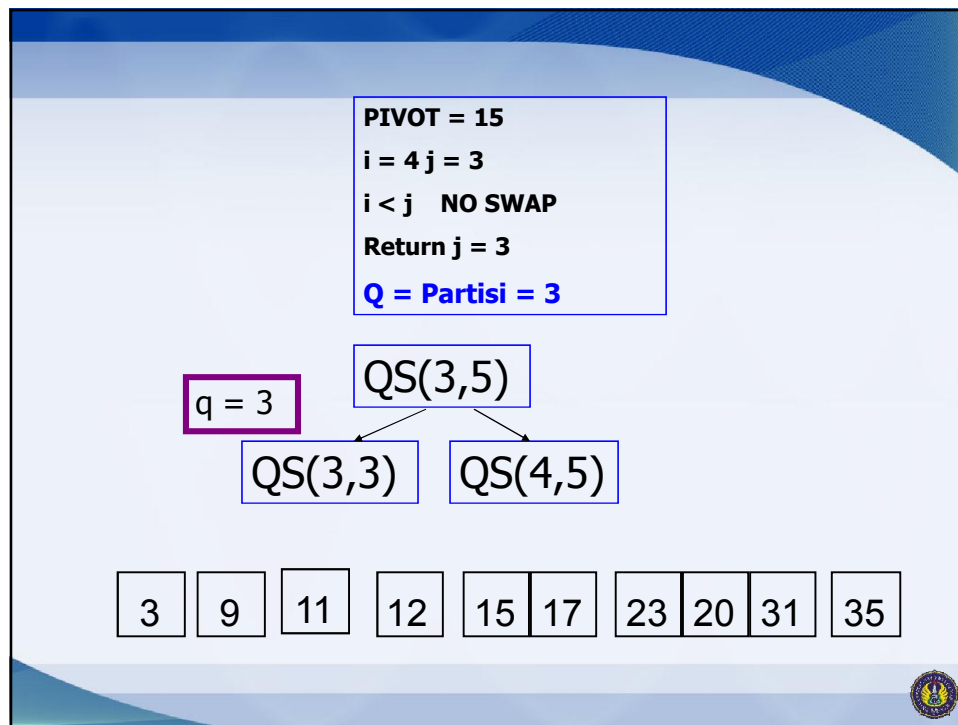 PIVOT = 15
i = 4 j = 3
i < j NO SWAP
Return j = 3
Q = Partisi = 3
QS(3,5)
q = 3
QS(3,3) QS(4,5)
3 9 11 12 15 17 23 20 31 35